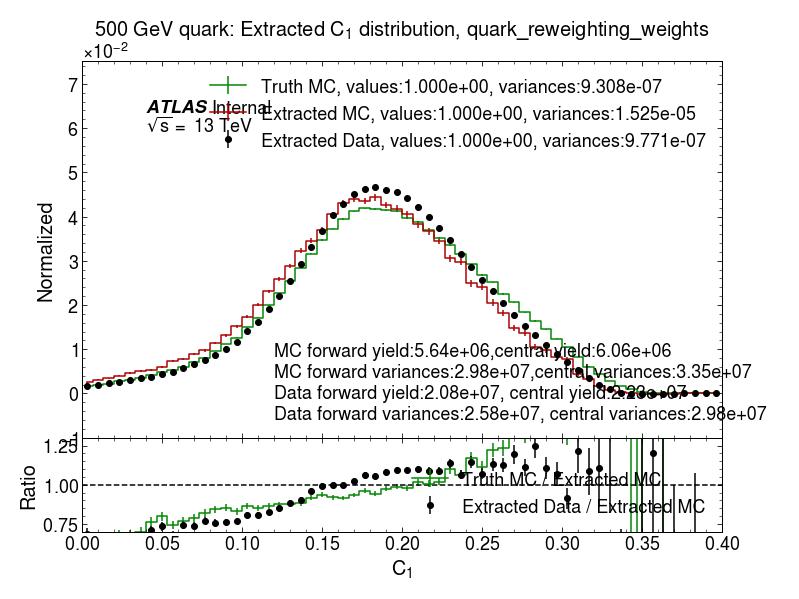 500 GeV quark: Extracted C₁ distribution, quark_reweighting_weights
×10⁻²
Truth MC, values:1.000e+00, variances:9.308e-07
ATLAS Internal
Extracted MC, values:1.000e+00, variances:1.525e-05
√s = 13 TeV
Extracted Data, values:1.000e+00, variances:9.771e-07
7
6
5
4
3
2
1
0
Normalized
MC forward yield:5.64e+06,central yield:6.06e+06
MC forward variances:2.98e+07,central variances:3.35e+07
Data forward yield:2.08e+07, central yield:2.23e+07
Data forward variances:2.58e+07, central variances:2.98e+07
1.25
1.00
0.75
Ratio
Truth MC / Extracted MC
Extracted Data / Extracted MC
0.00 0.05 0.10 0.15 0.20 0.25 0.30 0.35 0.40
C₁